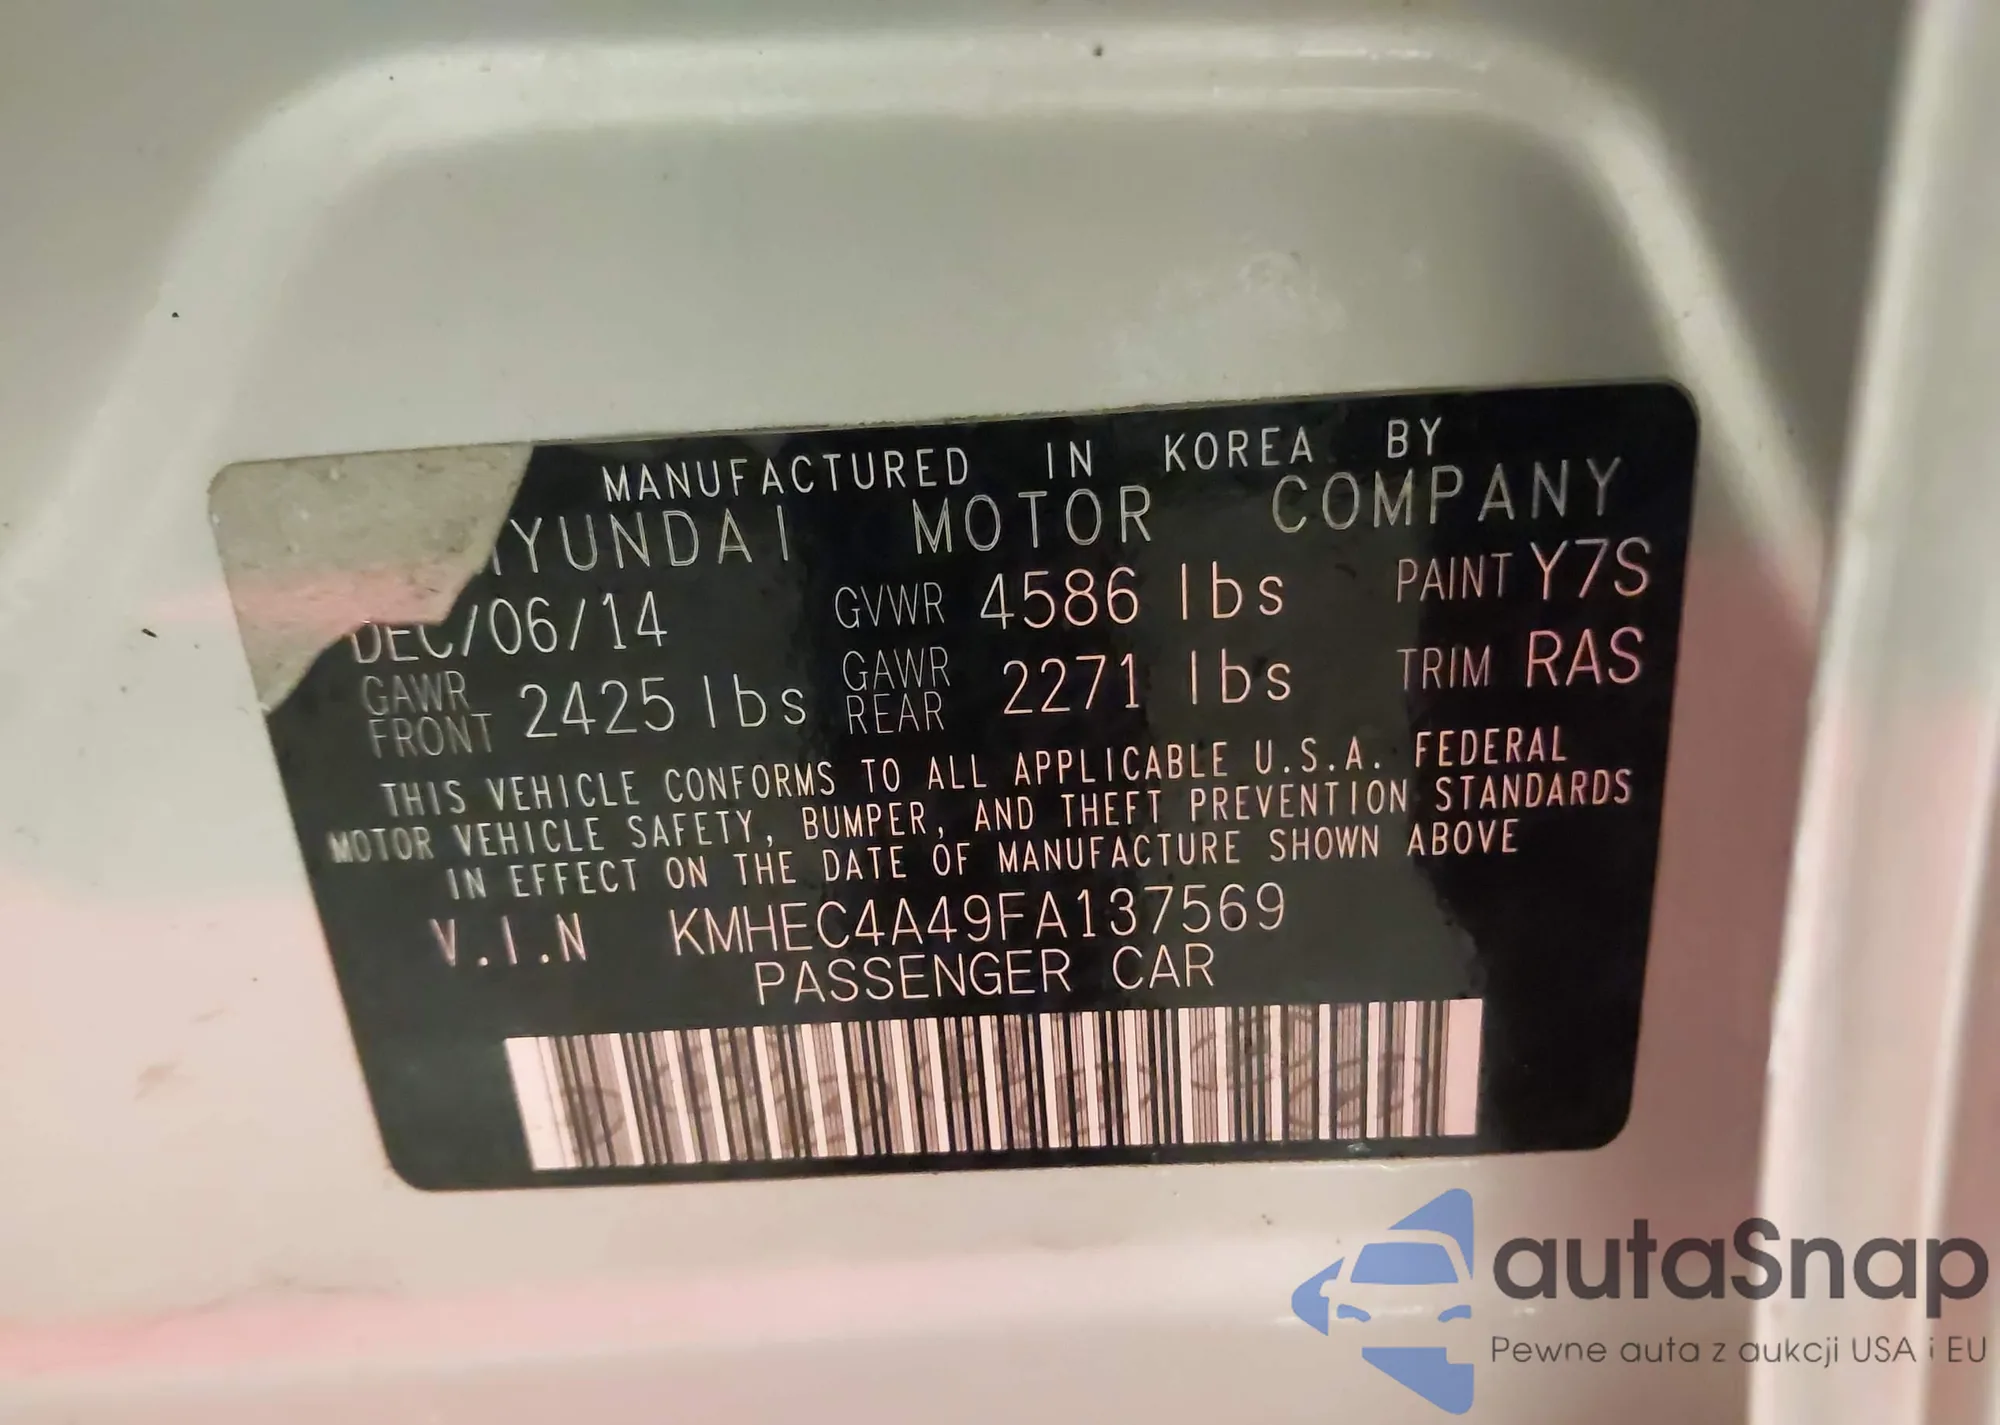 MANUFACTURED IN KOREA BY
HYUNDAI MOTOR COMPANY
DEC/06/14 GVWR 4586 lbs PAINT Y7S
GAWR FRONT 2425 lbs GAWR REAR 2271 lbs TRIM RAS
THIS VEHICLE CONFORMS TO ALL APPLICABLE U.S.A. FEDERAL
MOTOR VEHICLE SAFETY, BUMPER, AND THEFT PREVENTION STANDARDS
IN EFFECT ON THE DATE OF MANUFACTURE SHOWN ABOVE
V.I.N KMHEC4A49FA137569
PASSENGER CAR
autaSnap
Pewne auta z aukcji USA i EU